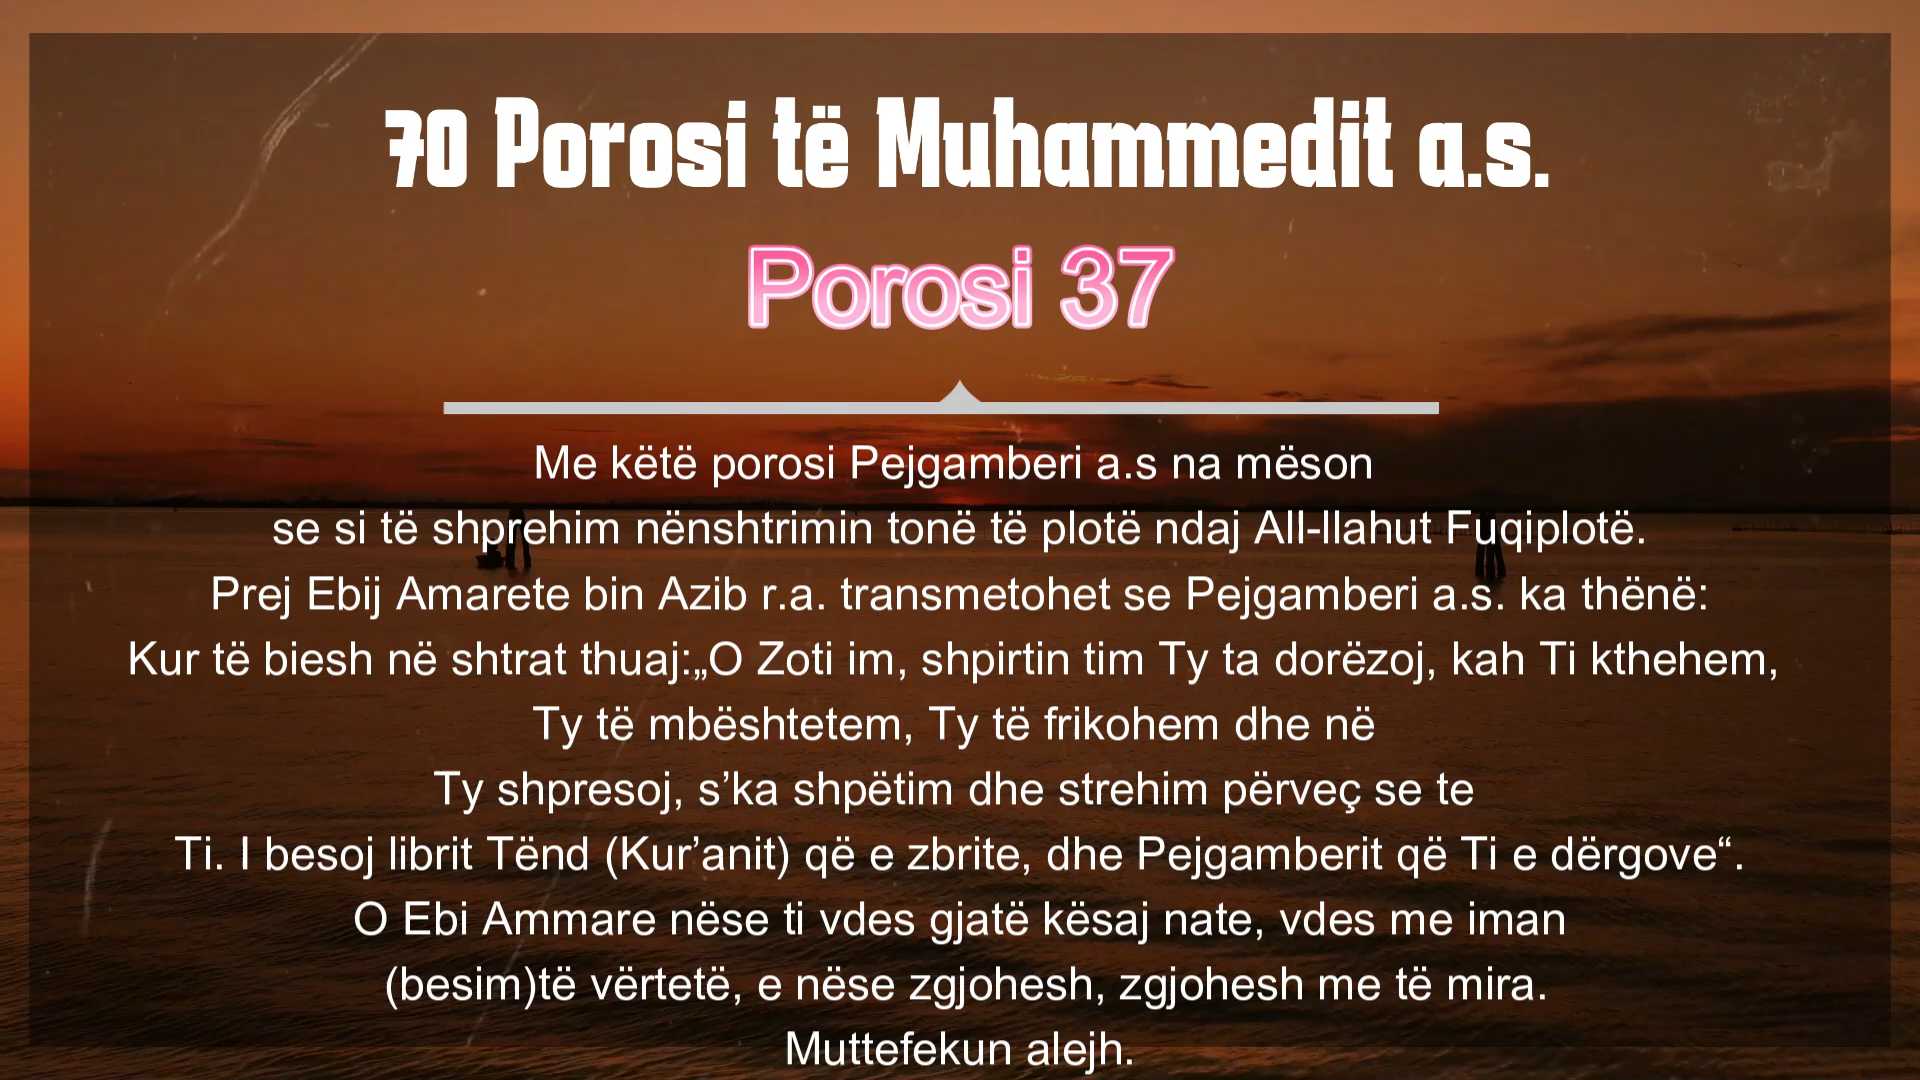 70 Porosi të Muhammedit a.s.
Porosi 37
Me këtë porosi Pejgamberi a.s na mëson
se si të shprehim nënshtrimin tonë të plotë ndaj All-llahut Fuqiplotë.
Prej Ebij Amarete bin Azib r.a. transmetohet se Pejgamberi a.s. ka thënë:
Kur të biesh në shtrat thuaj:„O Zoti im, shpirtin tim Ty ta dorëzoj, kah Ti kthehem,
Ty të mbështetem, Ty të frikohem dhe në
Ty shpresoj, s’ka shpëtim dhe strehim përveç se te
Ti. I besoj librit Tënd (Kur’anit) që e zbrite, dhe Pejgamberit që Ti e dërgove“.
O Ebi Ammare nëse ti vdes gjatë kësaj nate, vdes me iman
(besim)të vërtetë, e nëse zgjohesh, zgjohesh me të mira.
Muttefekun alejh.